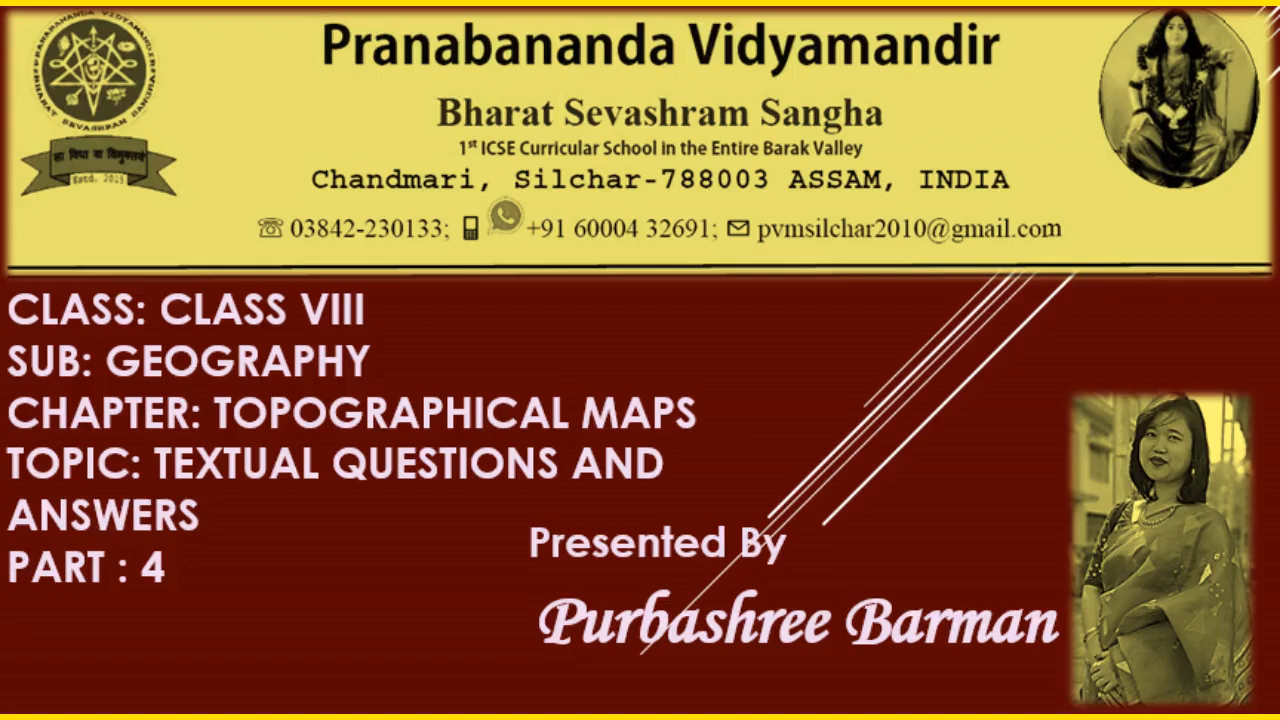 Pranabananda Vidyamandir
Bharat Sevashram Sangha
1st ICSE Curricular School in the Entire Barak Valley
Chandmari, Silchar-788003 ASSAM, INDIA
03842-230133; +91 60004 32691; pvmsilchar2010@gmail.com
CLASS: CLASS VIII
SUB: GEOGRAPHY
CHAPTER: TOPOGRAPHICAL MAPS
TOPIC: TEXTUAL QUESTIONS AND
ANSWERS
PART : 4
Presented By
Purbashree Barman